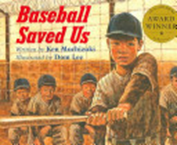 Baseball
Saved Us
Written by Ken Mochizuki
Illustrated by Dom Lee
AWARD
WINNER